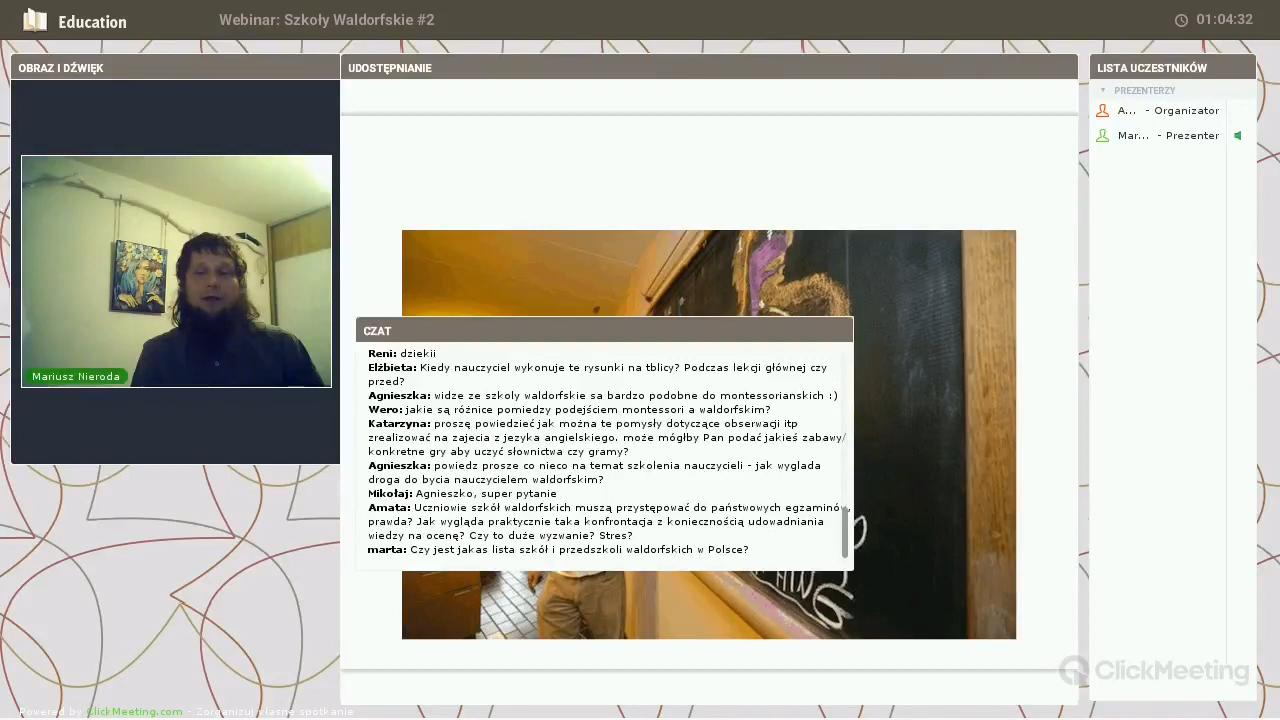 Education
Webinar: Szkoły Waldorfskie #2
01:04:32
OBRAZ I DŹWIĘK
UDOSTĘPNIANIE
LISTA UCZESTNIKÓW
PREZENTERZY
A... - Organizator
Mar... - Prezenter
Mariusz Nieroda
CZAT
Reni: dziekii
Elżbieta: Kiedy nauczyciel wykonuje te rysunki na tblicy? Podczas lekcji głównej czy
przed?
Agnieszka: widze ze szkoly waldorfskie sa bardzo podobne do montessorianskich :)
Wero: jakie są różnice pomiedzy podejściem montessori a waldorfskim?
Katarzyna: proszę powiedzieć jak można te pomysły dotyczące obserwacji itp
zrealizować na zajecia z jezyka angielskiego. może mógłby Pan podać jakieś zabawy/
konkretne gry aby uczyć słownictwa czy gramy?
Agnieszka: powiedz prosze co nieco na temat szkolenia nauczycieli - jak wyglada
droga do bycia nauczycielem waldorfskim?
Mikołaj: Agnieszko, super pytanie
Amata: Uczniowie szkół waldorfskich muszą przystępować do państwowych egzaminów,
prawda? Jak wygląda praktycznie taka konfrontacja z koniecznością udowadniania
wiedzy na ocenę? Czy to duże wyzwanie? Stres?
marta: Czy jest jakas lista szkół i przedszkoli waldorfskich w Polsce?
ClickMeeting
Powered by ClickMeeting.com - Zorganizuj własne spotkanie